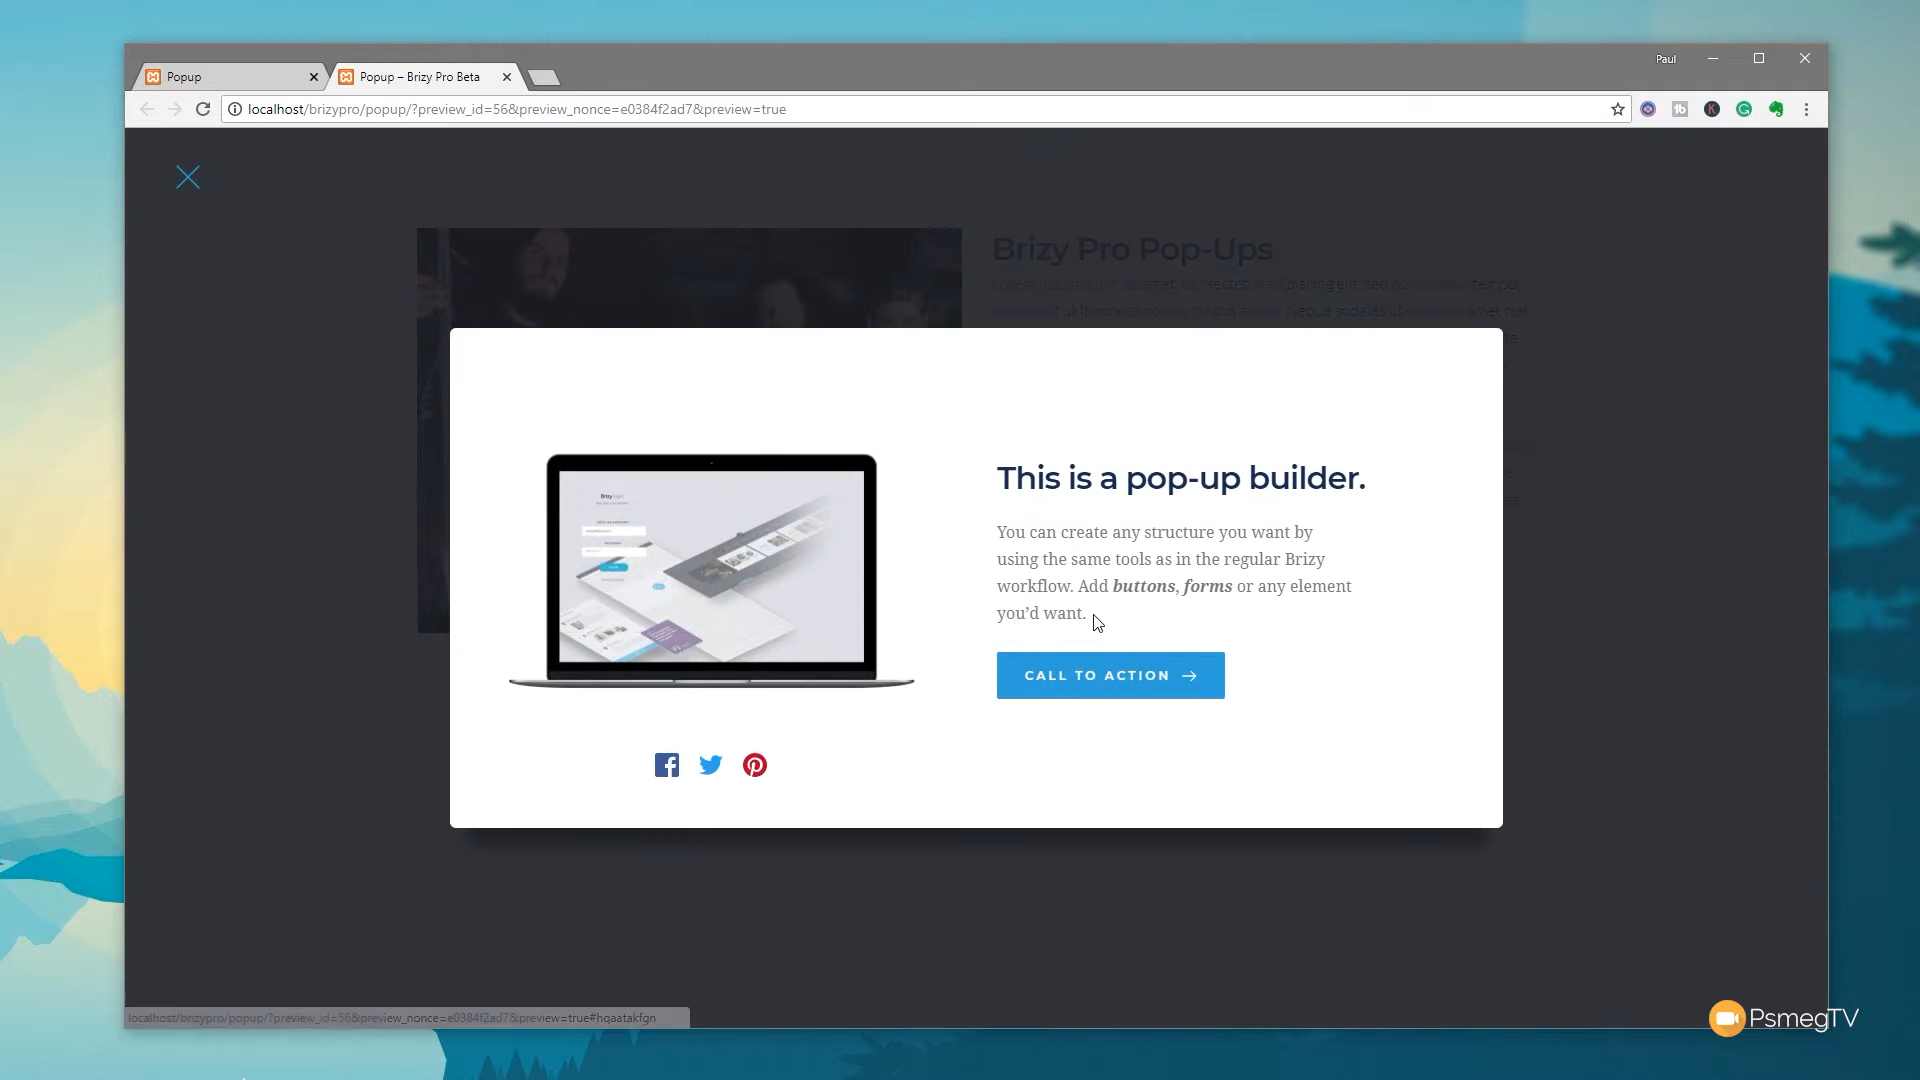 Paul
Popup
Popup – Brizy Pro Beta
localhost/brizypro/popup/?preview_id=56&preview_nonce=e0384f2ad7&preview=true
Brizy Pro Pop-Ups
This is a pop-up builder.
You can create any structure you want by
using the same tools as in the regular Brizy
workflow. Add buttons, forms or any element
you’d want.
CALL TO ACTION
localhost/brizypro/popup/?preview_id=56&preview_nonce=e0384f2ad7&preview=true#hqaatakfgn
PsmegTV